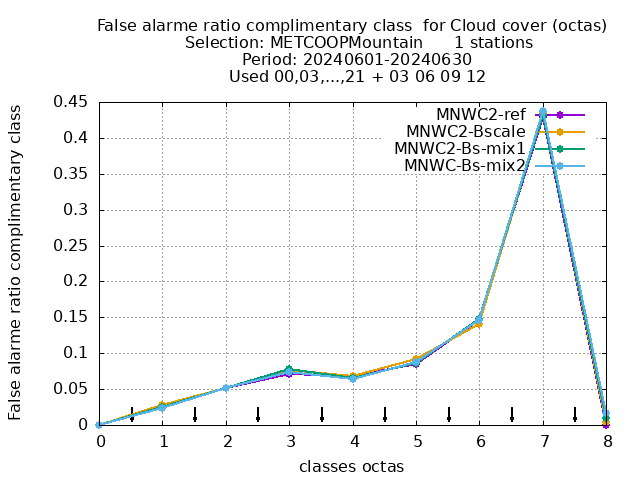 False alarme ratio complimentary class  for Cloud cover (octas)
Selection: METCOOPMountain      1 stations
Period: 20240601-20240630
Used 00,03,...,21 + 03 06 09 12
False alarme ratio complimentary class
0.45
0.4
0.35
0.3
0.25
0.2
0.15
0.1
0.05
0
MNWC2-ref
MNWC2-Bscale
MNWC2-Bs-mix1
MNWC-Bs-mix2
0 1 2 3 4 5 6 7 8
classes octas